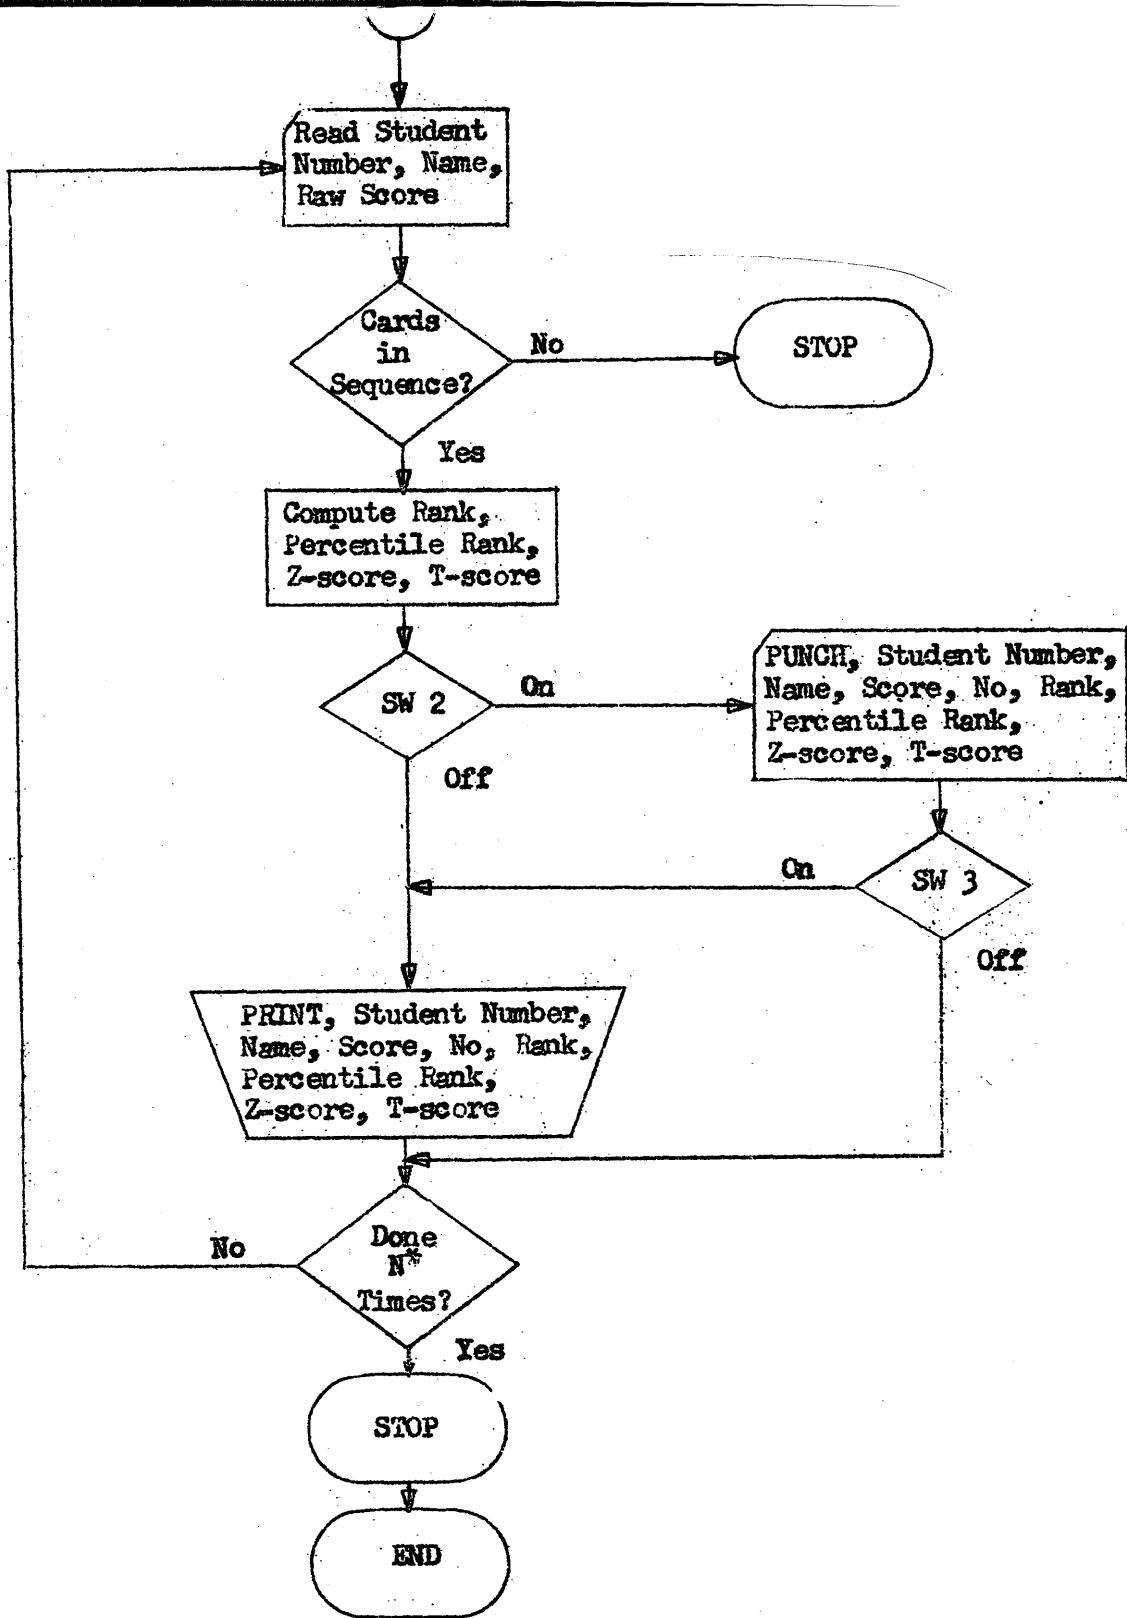 Read Student
Number, Name,
Raw Score
Cards
in
Sequence?
No
STOP
Yes
Compute Rank,
Percentile Rank,
Z-score, T-score
SW 2
On
PUNCH, Student Number,
Name, Score, No, Rank,
Percentile Rank,
Z-score, T-score
Off
On
SW 3
Off
PRINT, Student Number,
Name, Score, No, Rank,
Percentile Rank,
Z-score, T-score
No
Done
N*
Times?
Yes
STOP
END